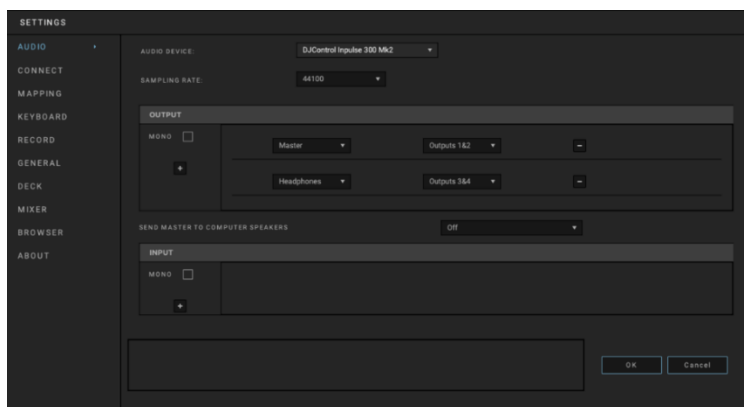 SETTINGS
AUDIO
CONNECT
MAPPING
KEYBOARD
RECORD
GENERAL
DECK
MIXER
BROWSER
ABOUT
AUDIO DEVICE: DJControl Inpulse 300 Mk2
SAMPLING RATE: 44100
OUTPUT
MONO
+
Master Outputs 1&2 −
Headphones Outputs 3&4 −
SEND MASTER TO COMPUTER SPEAKERS Off
INPUT
MONO
+
OK Cancel